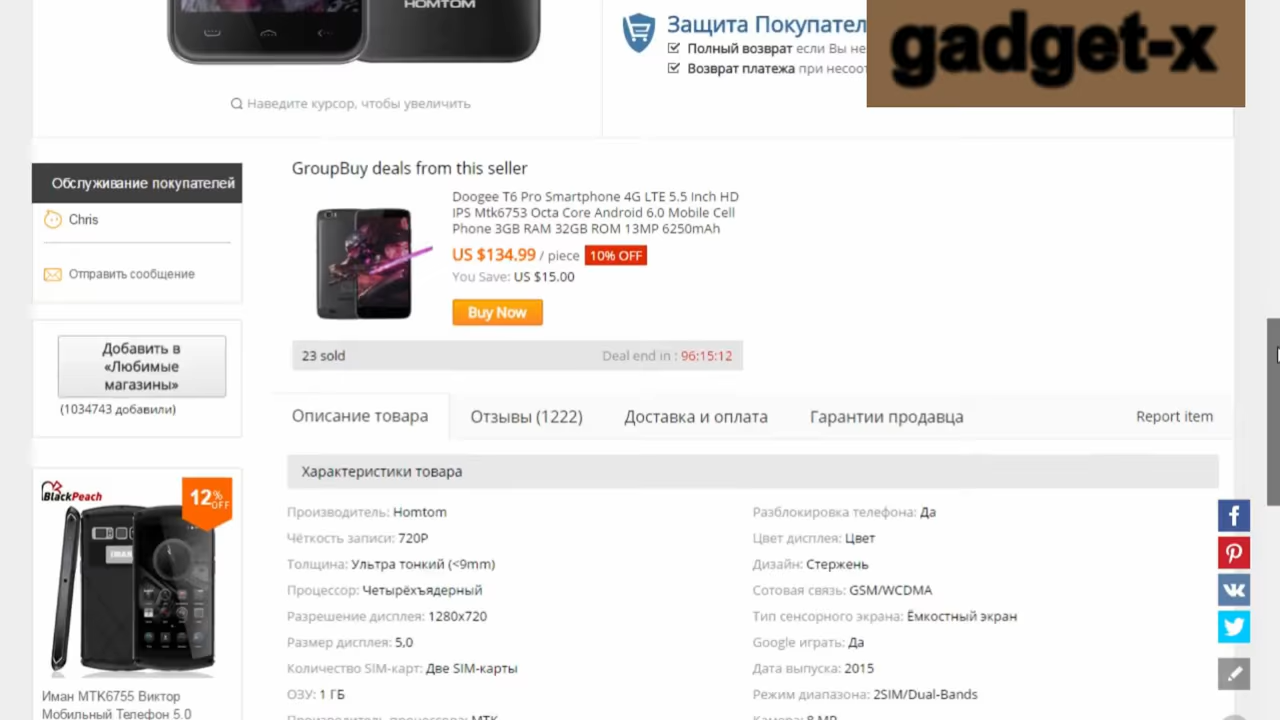 HOMTOM
Защита Покупател
Полный возврат если Вы не
Возврат платежа при несоот
gadget-x
Наведите курсор, чтобы увеличить
Обслуживание покупателей
Chris
Отправить сообщение
GroupBuy deals from this seller
Doogee T6 Pro Smartphone 4G LTE 5.5 Inch HD
IPS Mtk6753 Octa Core Android 6.0 Mobile Cell
Phone 3GB RAM 32GB ROM 13MP 6250mAh
US $134.99 / piece 10% OFF
You Save: US $15.00
Buy Now
23 sold Deal end in : 96:15:12
Добавить в
«Любимые
магазины»
(1034743 добавили)
Описание товара Отзывы (1222) Доставка и оплата Гарантии продавца Report item
Характеристики товара
Производитель: Homtom
Чёткость записи: 720P
Толщина: Ультра тонкий (<9mm)
Процессор: Четырёхъядерный
Разрешение дисплея: 1280x720
Размер дисплея: 5,0
Количество SIM-карт: Две SIM-карты
ОЗУ: 1 ГБ
Производитель процессора: МТК
Разблокировка телефона: Да
Цвет дисплея: Цвет
Дизайн: Стержень
Сотовая связь: GSM/WCDMA
Тип сенсорного экрана: Ёмкостный экран
Google играть: Да
Дата выпуска: 2015
Режим диапазона: 2SIM/Dual-Bands
Камера: 8 MP
BlackPeach
12% OFF
IMAN
Иман MTK6755 Виктор
Мобильный Телефон 5.0